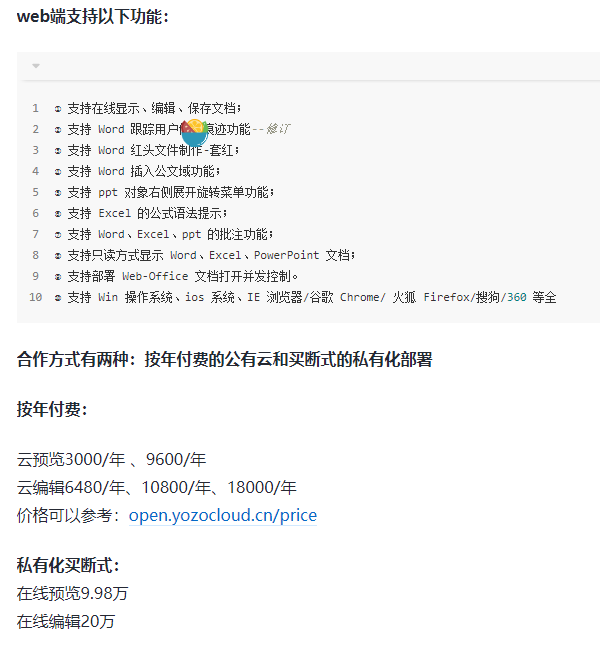 web端支持以下功能：
1 支持在线显示、编辑、保存文档；
2 支持 Word 跟踪用户痕迹功能--修订
3 支持 Word 红头文件制作-套红；
4 支持 Word 插入公文域功能；
5 支持 ppt 对象右侧展开旋转菜单功能；
6 支持 Excel 的公式语法提示；
7 支持 Word、Excel、ppt 的批注功能；
8 支持只读方式显示 Word、Excel、PowerPoint 文档；
9 支持部署 Web-Office 文档打开并发控制。
10 支持 Win 操作系统、ios 系统、IE 浏览器/谷歌 Chrome/ 火狐 Firefox/搜狗/360 等全
合作方式有两种：按年付费的公有云和买断式的私有化部署
按年付费：
云预览3000/年 、9600/年
云编辑6480/年、10800/年、18000/年
价格可以参考：open.yozocloud.cn/price
私有化买断式：
在线预览9.98万
在线编辑20万